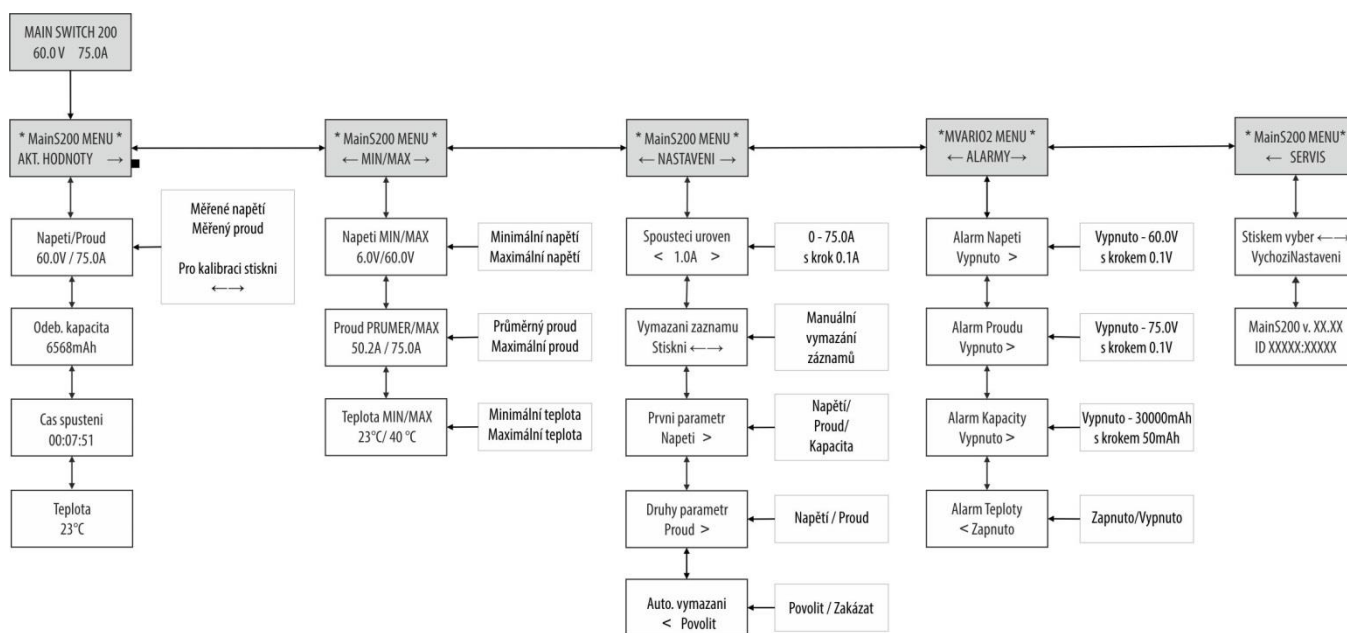 MAIN SWITCH 200
60.0 V 75.0A
* MainS200 MENU *
AKT. HODNOTY →
Napeti/Proud
60.0V / 75.0A
Měřené napětí
Měřený proud
Pro kalibraci stiskni
←→
Odeb. kapacita
6568mAh
Cas spusteni
00:07:51
Teplota
23°C
* MainS200 MENU *
← MIN/MAX →
Napeti MIN/MAX
6.0V/60.0V
Minimální napětí
Maximální napětí
Proud PRUMER/MAX
50.2A / 75.0A
Průměrný proud
Maximální proud
Teplota MIN/MAX
23°C/ 40 °C
Minimální teplota
Maximální teplota
* MainS200 MENU *
← NASTAVENI →
Spousteci uroven
< 1.0A >
0 - 75.0A
s krok 0.1A
Vymazani zaznamu
Stiskni ←→
Manuální
vymazání
záznamů
Prvni parametr
Napeti >
Napětí/
Proud/
Kapacita
Druhy parametr
Proud >
Napětí / Proud
Auto. vymazani
< Povolit
Povolit / Zakázat
*MVARIO2 MENU *
← ALARMY→
Alarm Napeti
Vypnuto >
Vypnuto - 60.0V
s krokem 0.1V
Alarm Proudu
Vypnuto >
Vypnuto - 75.0V
s krokem 0.1V
Alarm Kapacity
Vypnuto >
Vypnuto - 30000mAh
s krokem 50mAh
Alarm Teploty
< Zapnuto
Zapnuto/Vypnuto
* MainS200 MENU*
← SERVIS
Stiskem vyber ←→
VychoziNastaveni
MainS200 v. XX.XX
ID XXXXX:XXXXX